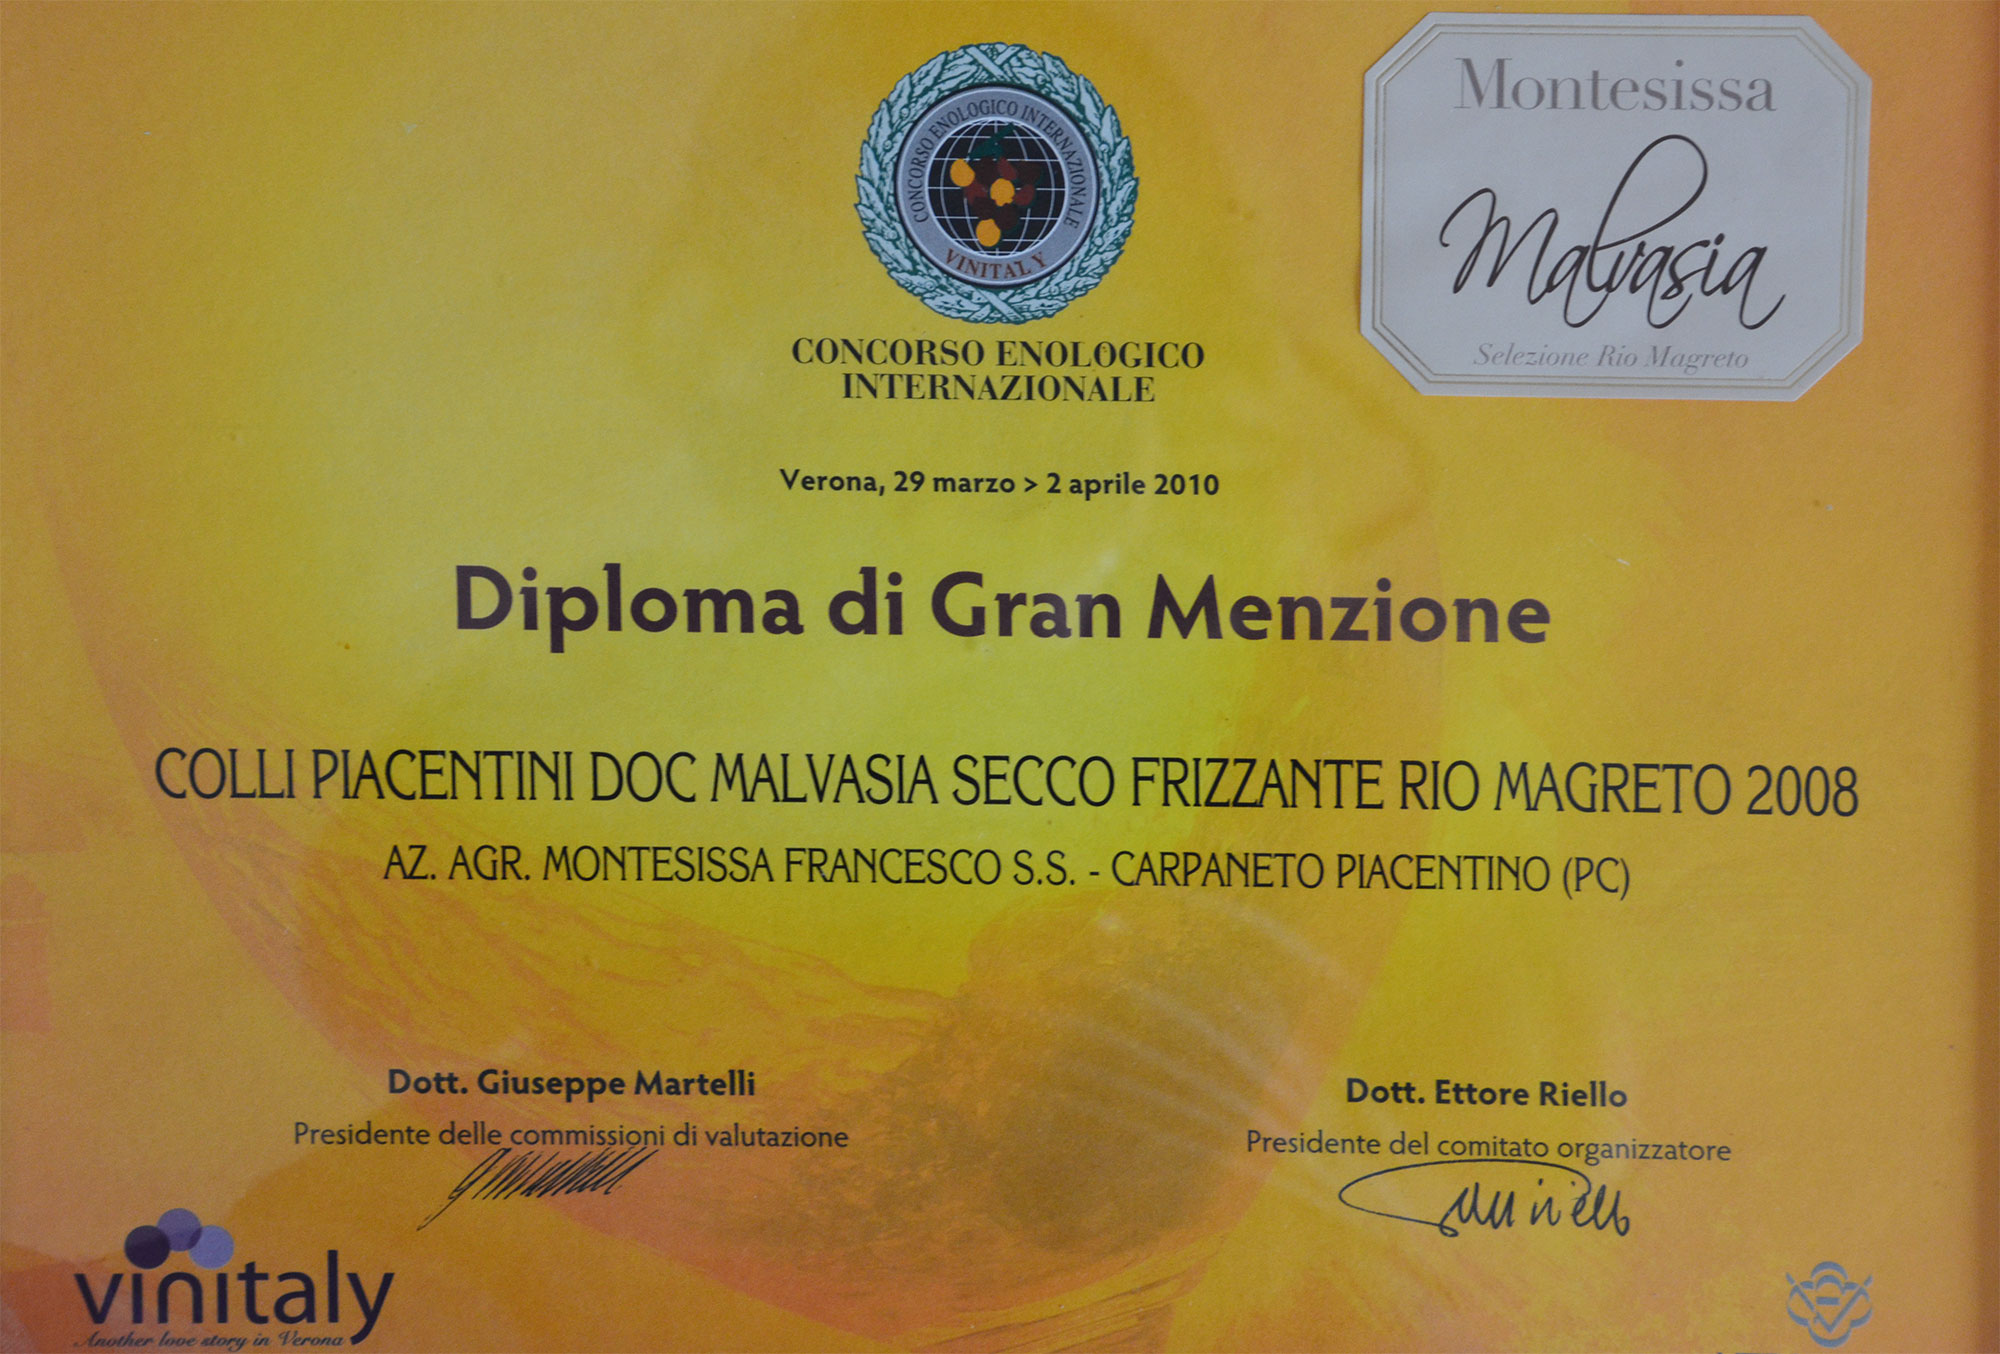 Montesissa
Malvasia
Selezione Rio Magreto
CONCORSO ENOLOGICO INTERNAZIONALE
VINITALY
CONCORSO ENOLOGICO
INTERNAZIONALE
Verona, 29 marzo > 2 aprile 2010
Diploma di Gran Menzione
COLLI PIACENTINI DOC MALVASIA SECCO FRIZZANTE RIO MAGRETO 2008
AZ. AGR. MONTESISSA FRANCESCO S.S. - CARPANETO PIACENTINO (PC)
Dott. Giuseppe Martelli
Presidente delle commissioni di valutazione
Dott. Ettore Riello
Presidente del comitato organizzatore
vinitaly
Another love story in Verona